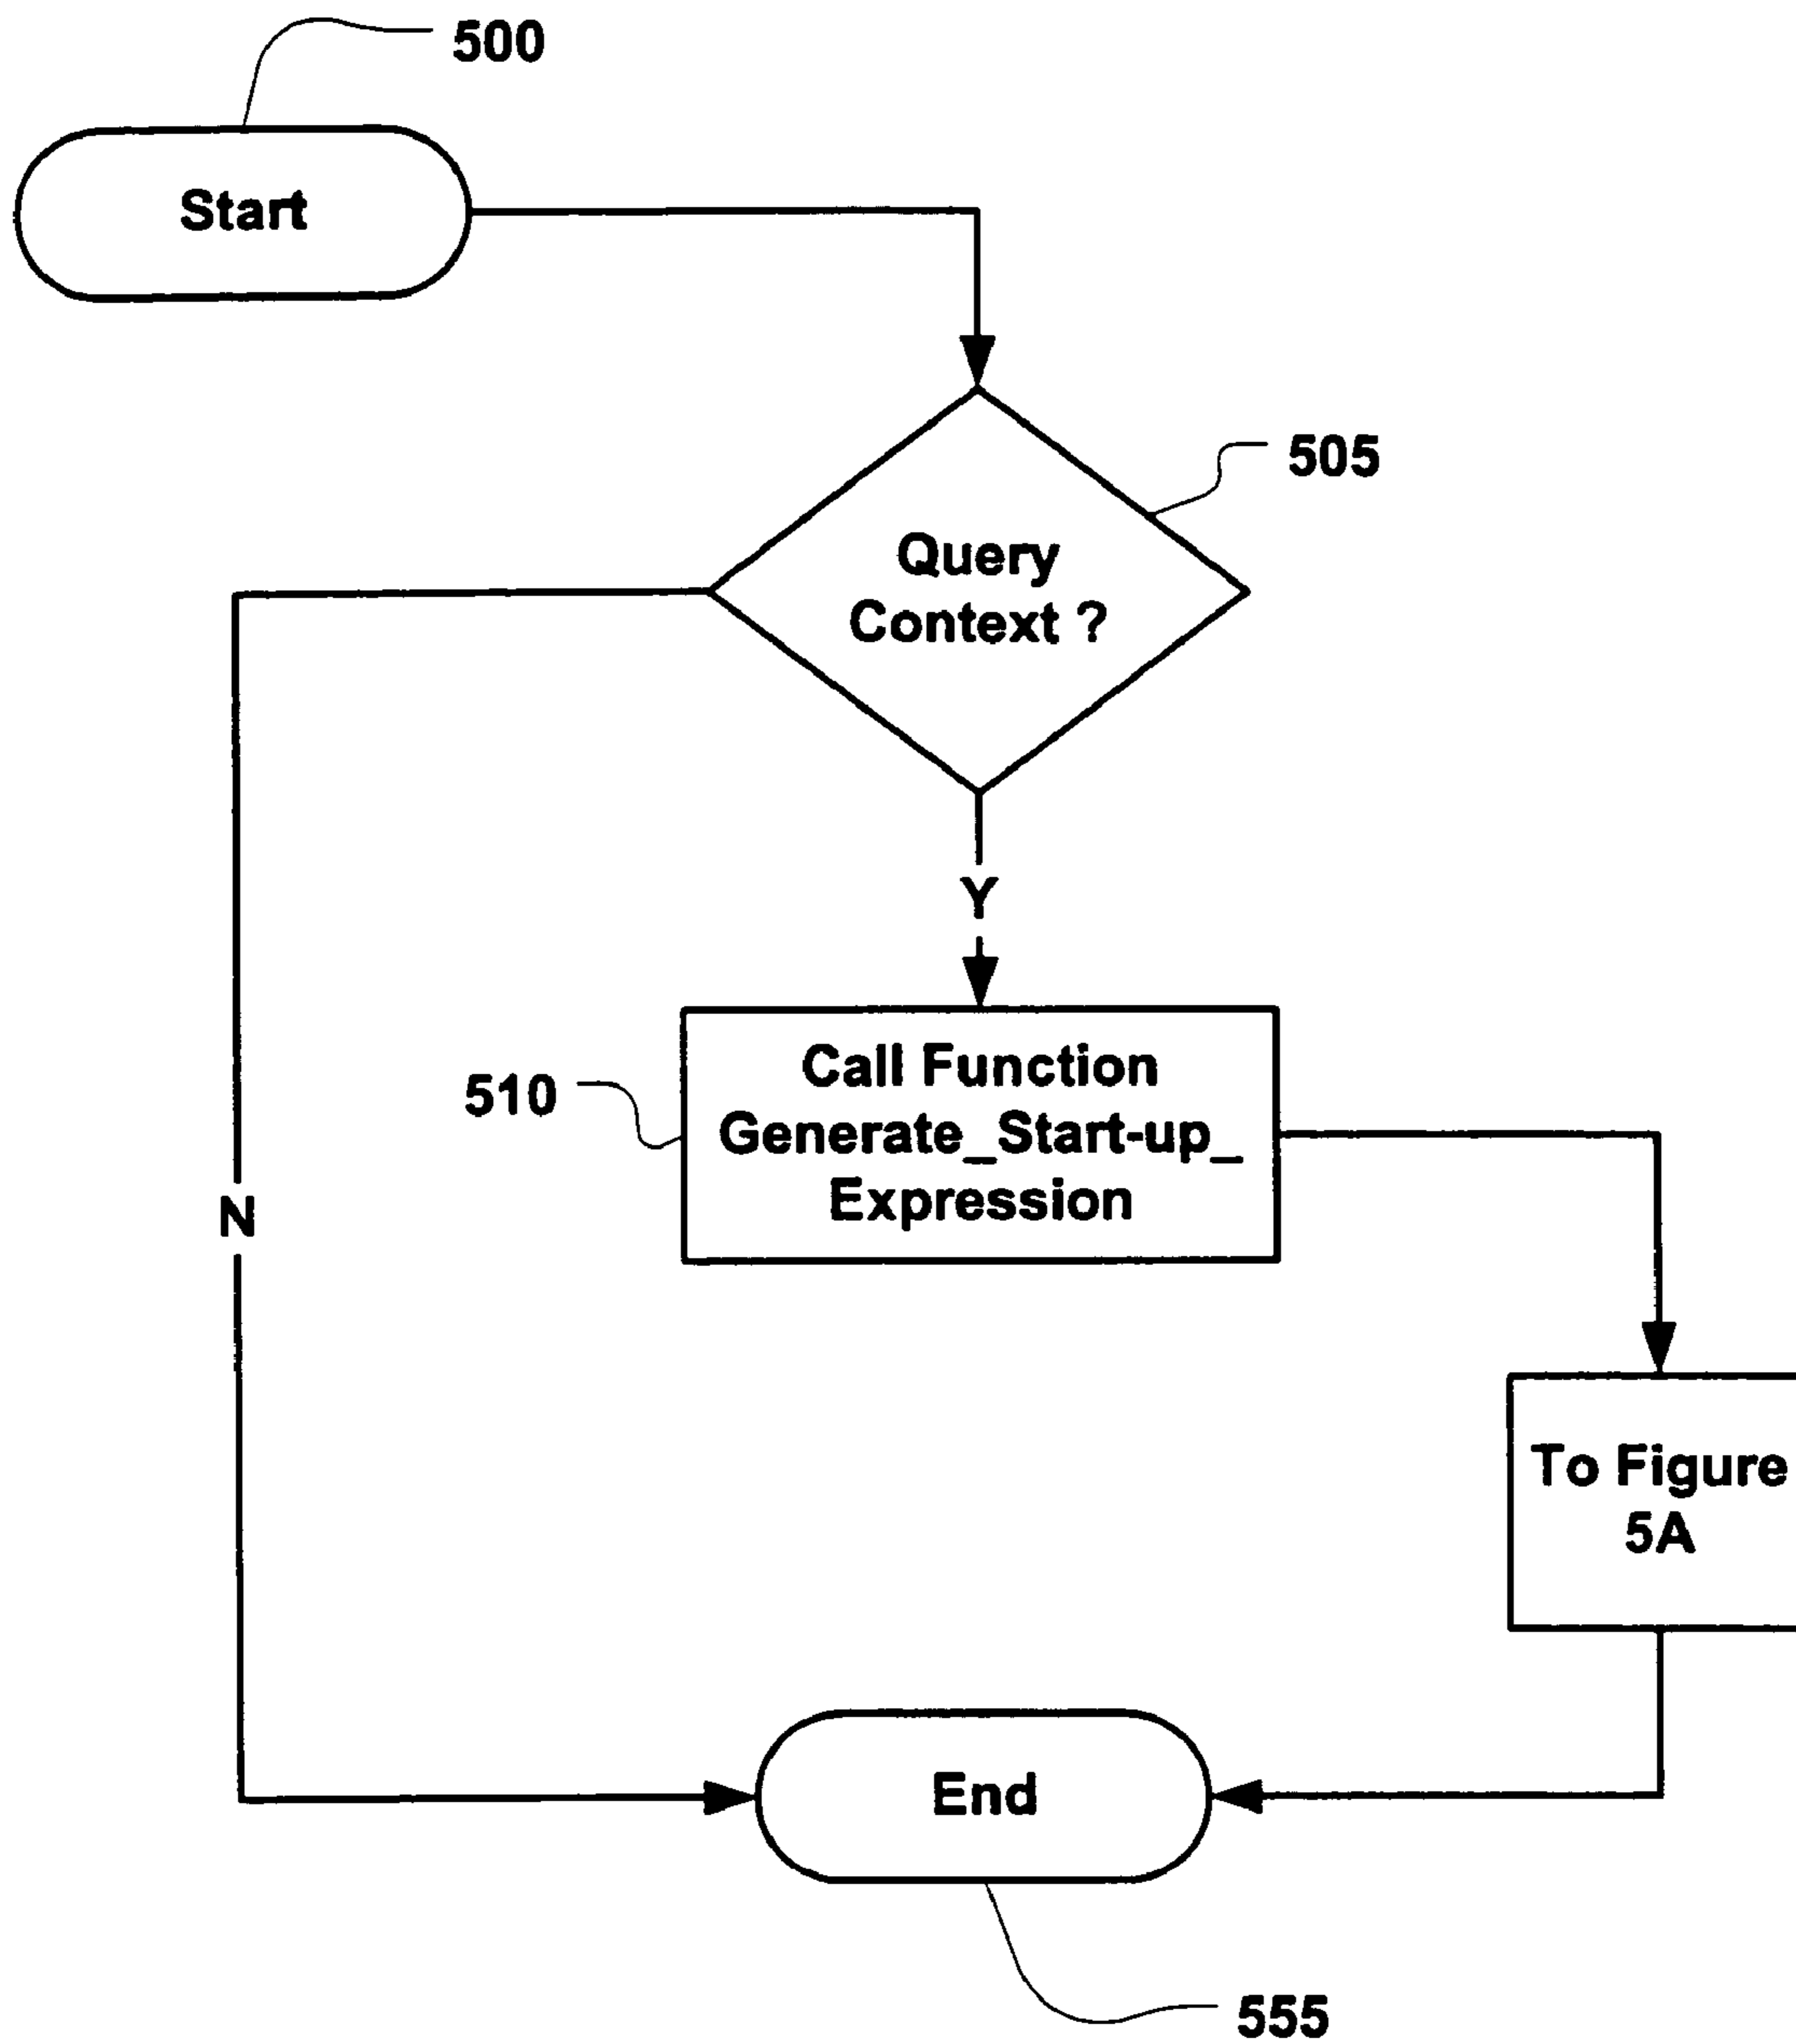 500
Start
505
Query
Context ?
Y
510
Call Function
Generate_Start-up_
Expression
N
To Figure
5A
End
555